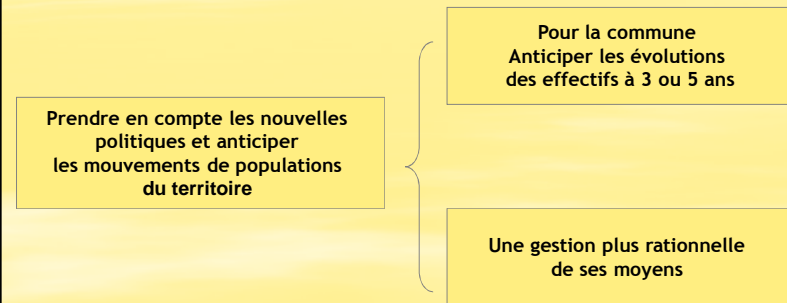 Prendre en compte les nouvelles
politiques et anticiper
les mouvements de populations
du territoire
Pour la commune
Anticiper les évolutions
des effectifs à 3 ou 5 ans
Une gestion plus rationnelle
de ses moyens